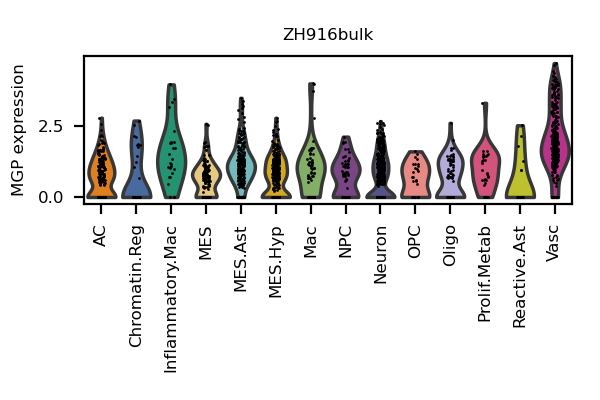 ZH916bulk
MGP expression
2.5
0.0
AC
Chromatin.Reg
Inflammatory.Mac
MES
MES.Ast
MES.Hyp
Mac
NPC
Neuron
OPC
Oligo
Prolif.Metab
Reactive.Ast
Vasc